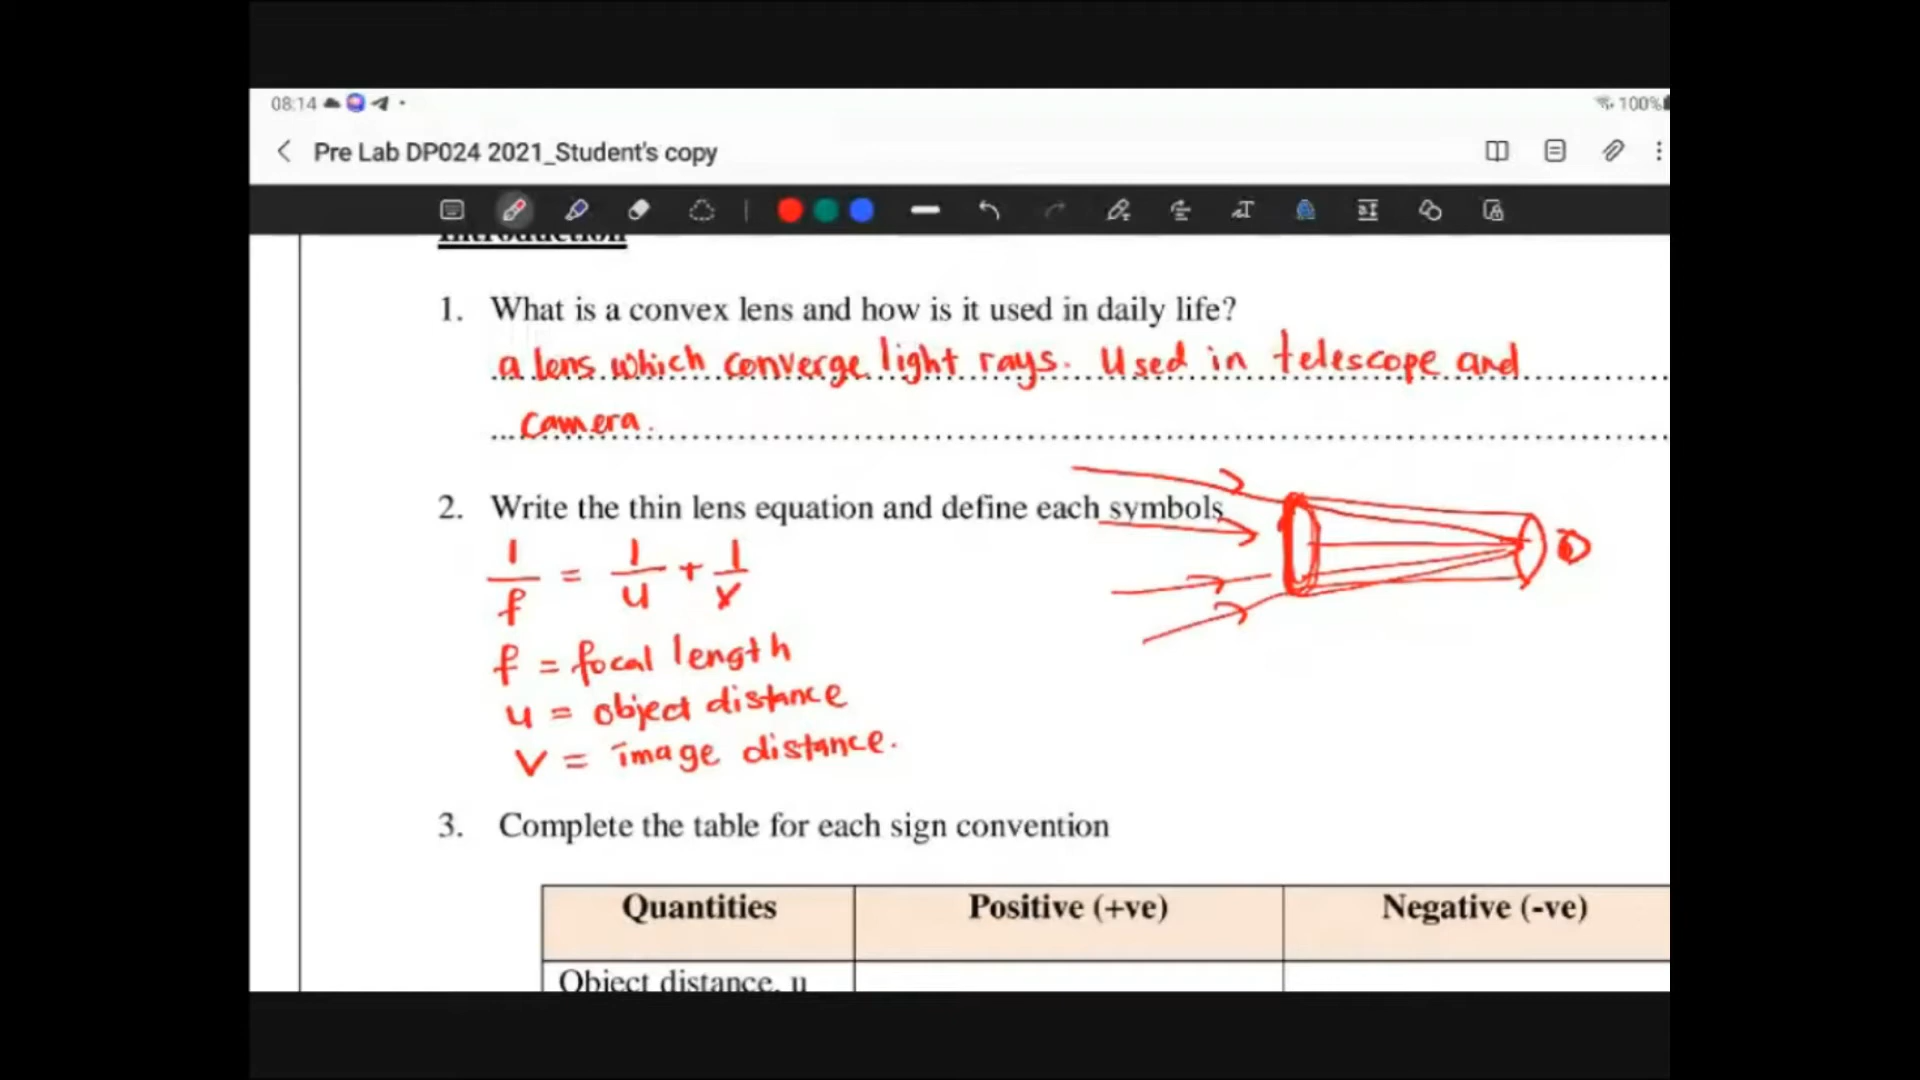 08:14
100%
Pre Lab DP024 2021_Student's copy
Introduction
1. What is a convex lens and how is it used in daily life?
a lens which converge light rays. Used in telescope and
camera.
2. Write the thin lens equation and define each symbols
1/f = 1/u + 1/v
f = focal length
u = object distance
v = image distance.
3. Complete the table for each sign convention
Quantities Positive (+ve) Negative (-ve)
Object distance, u